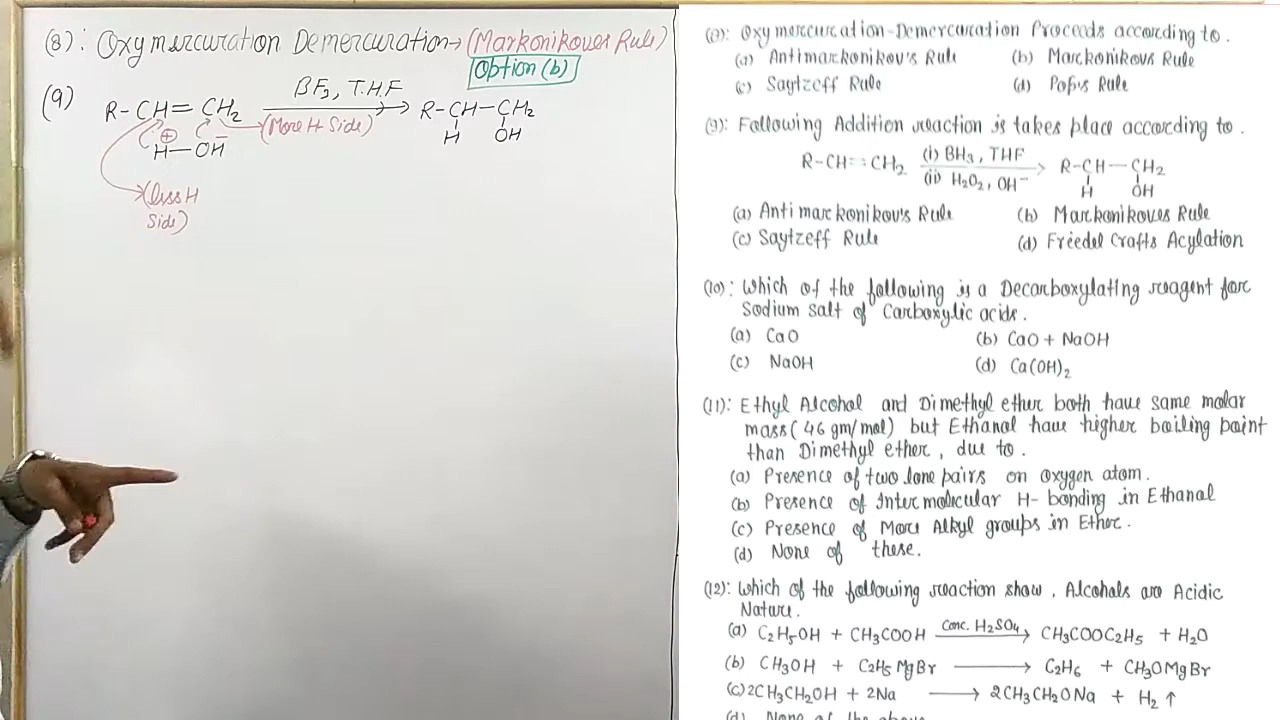 (8): Oxymercuration Demercuration → (Markonikoves Rule)
Option (b)
(9) R-CH=CH2 BF3, T.H.F R-CH-CH2
H OH
(More H Side)
⊕ H-OH −
(less H
Side)
(8): Oxymercuration-Demercuration Proceeds according to.
(a) Antimarkonikov's Rule (b) Markonikovs Rule
(c) Saytzeff Rule (d) Pop's Rule
(9): Following Addition reaction is takes place according to.
R-CH=CH2 (i) BH3, THF (ii) H2O2, OH− → R-CH-CH2
H OH
(a) Antimarkonikov's Rule (b) Markonikoves Rule
(c) Saytzeff Rule (d) Friedel Crafts Acylation
(10): Which of the following is a Decarboxylating reagent for
Sodium salt of Carboxylic acids.
(a) CaO (b) CaO + NaOH
(c) NaOH (d) Ca(OH)2
(11): Ethyl Alcohol and Dimethyl ether both have same molar
mass (46 gm/mol) but Ethanol have higher boiling point
than Dimethyl ether, due to.
(a) Presence of two lone pairs on oxygen atom.
(b) Presence of Intermolecular H-bonding in Ethanol
(c) Presence of More Alkyl groups in Ether.
(d) None of these.
(12): Which of the following reaction show, Alcohals are Acidic
Nature.
(a) C2H5OH + CH3COOH Conc. H2SO4 → CH3COOC2H5 + H2O
(b) CH3OH + C2H5MgBr → C2H6 + CH3OMgBr
(c) 2CH3CH2OH + 2Na → 2CH3CH2ONa + H2 ↑
(d) None of the above